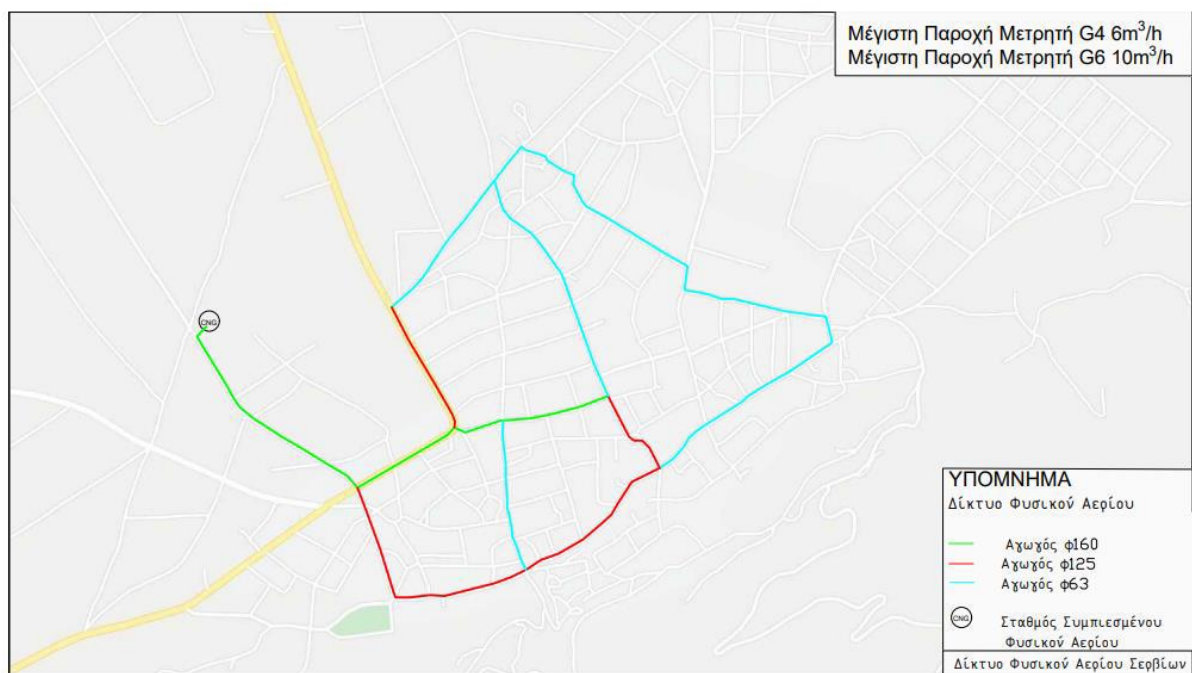 Μέγιστη Παροχή Μετρητή G4 6m³/h
Μέγιστη Παροχή Μετρητή G6 10m³/h
CNG
ΥΠΟΜΝΗΜΑ
Δίκτυο Φυσικού Αερίου
Αγωγός φ160
Αγωγός φ125
Αγωγός φ63
CNG Σταθμός Συμπιεσμένου
Φυσικού Αερίου
Δίκτυο Φυσικού Αερίου Σερβίων